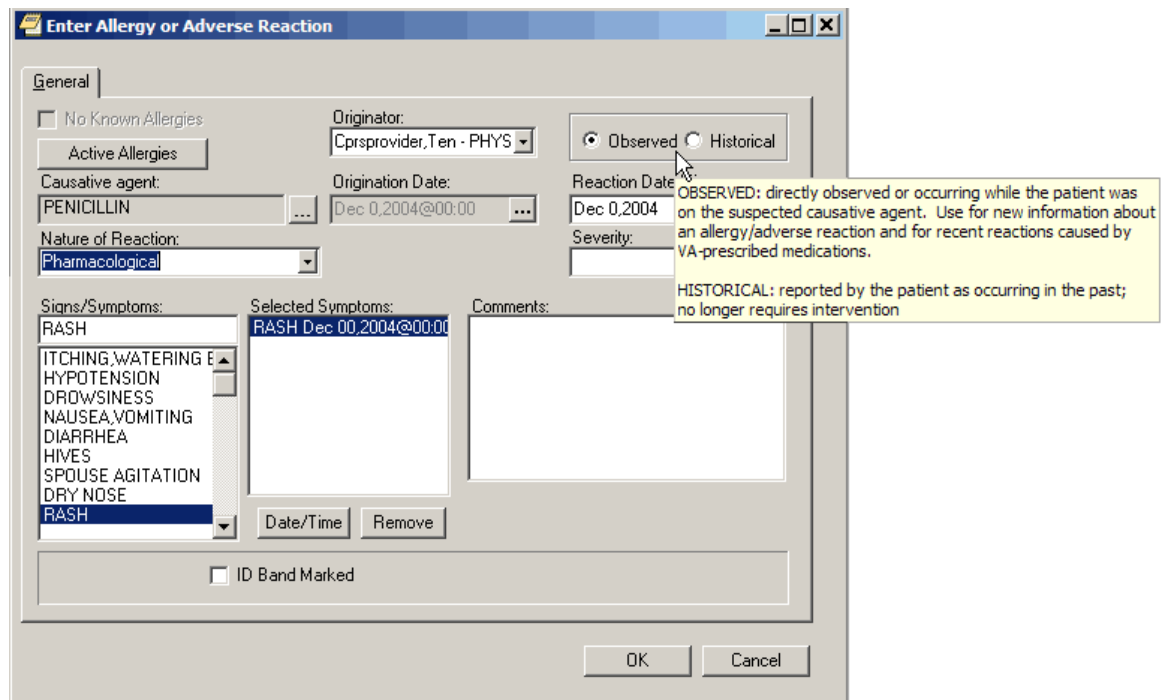 Enter Allergy or Adverse Reaction
General
No Known Allergies
Active Allergies
Originator:
Cprsprovider,Ten - PHYS
Observed
Historical
Causative agent:
PENICILLIN
...
Origination Date:
Dec 0,2004@00:00
...
Reaction Date
Dec 0,2004
Nature of Reaction:
Pharmacological
Severity:
OBSERVED: directly observed or occurring while the patient was
on the suspected causative agent. Use for new information about
an allergy/adverse reaction and for recent reactions caused by
VA-prescribed medications.
HISTORICAL: reported by the patient as occurring in the past;
no longer requires intervention
Signs/Symptoms:
RASH
ITCHING,WATERING E
HYPOTENSION
DROWSINESS
NAUSEA,VOMITING
DIARRHEA
HIVES
SPOUSE AGITATION
DRY NOSE
RASH
Selected Symptoms:
RASH Dec 00,2004@00:00
Comments:
Date/Time
Remove
ID Band Marked
OK
Cancel